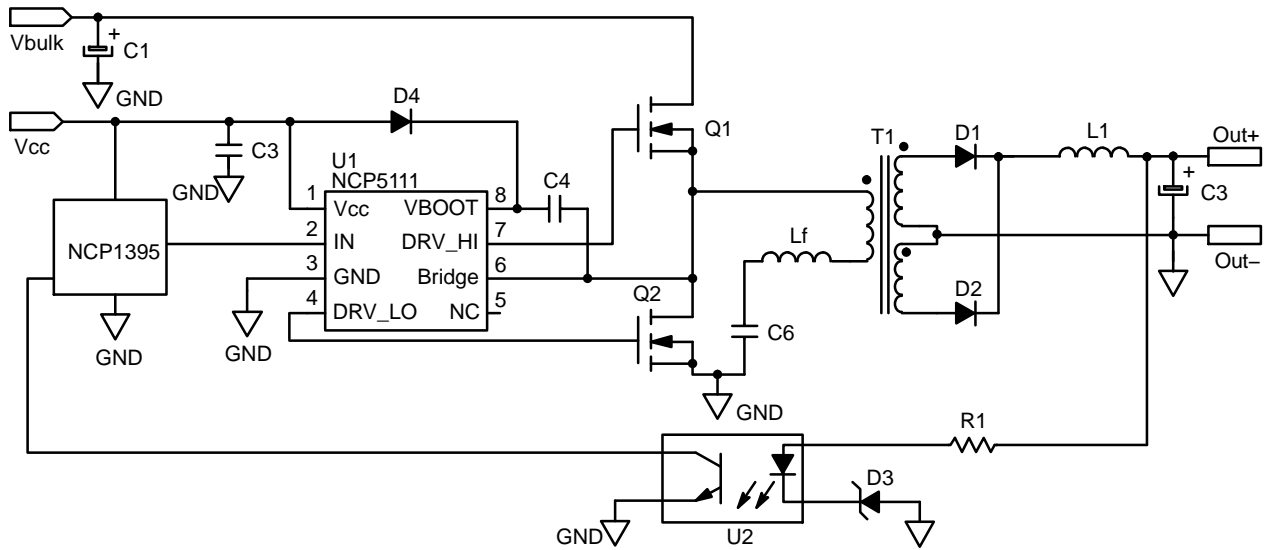 Vbulk
+
C1
GND
Vcc
D4
C3
GND
U1
NCP5111
C4
Q1
T1
D1
L1
Out+
+
C3
Out−
NCP1395
GND
1
Vcc
VBOOT
8
2
IN
DRV_HI
7
3
GND
Bridge
6
4
DRV_LO
NC
5
GND
Lf
Q2
C6
D2
GND
R1
D3
GND
U2